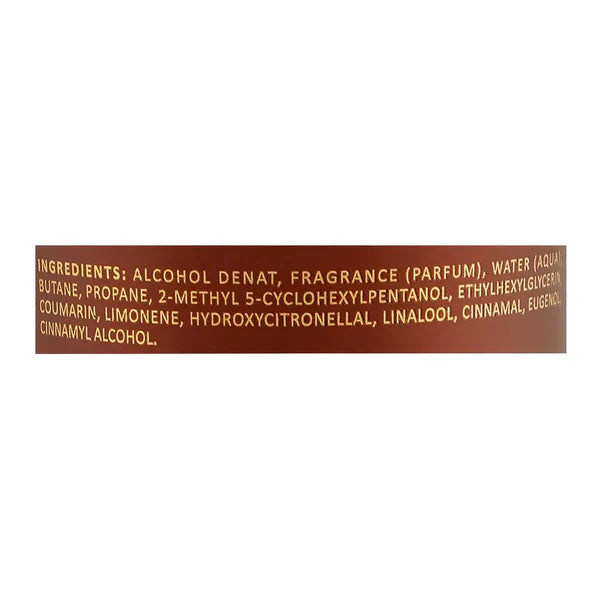 INGREDIENTS: ALCOHOL DENAT, FRAGRANCE (PARFUM), WATER (AQUA),
BUTANE, PROPANE, 2-METHYL 5-CYCLOHEXYLPENTANOL, ETHYLHEXYLGLYCERIN,
COUMARIN, LIMONENE, HYDROXYCITRONELLAL, LINALOOL, CINNAMAL, EUGENOL,
CINNAMYL ALCOHOL.